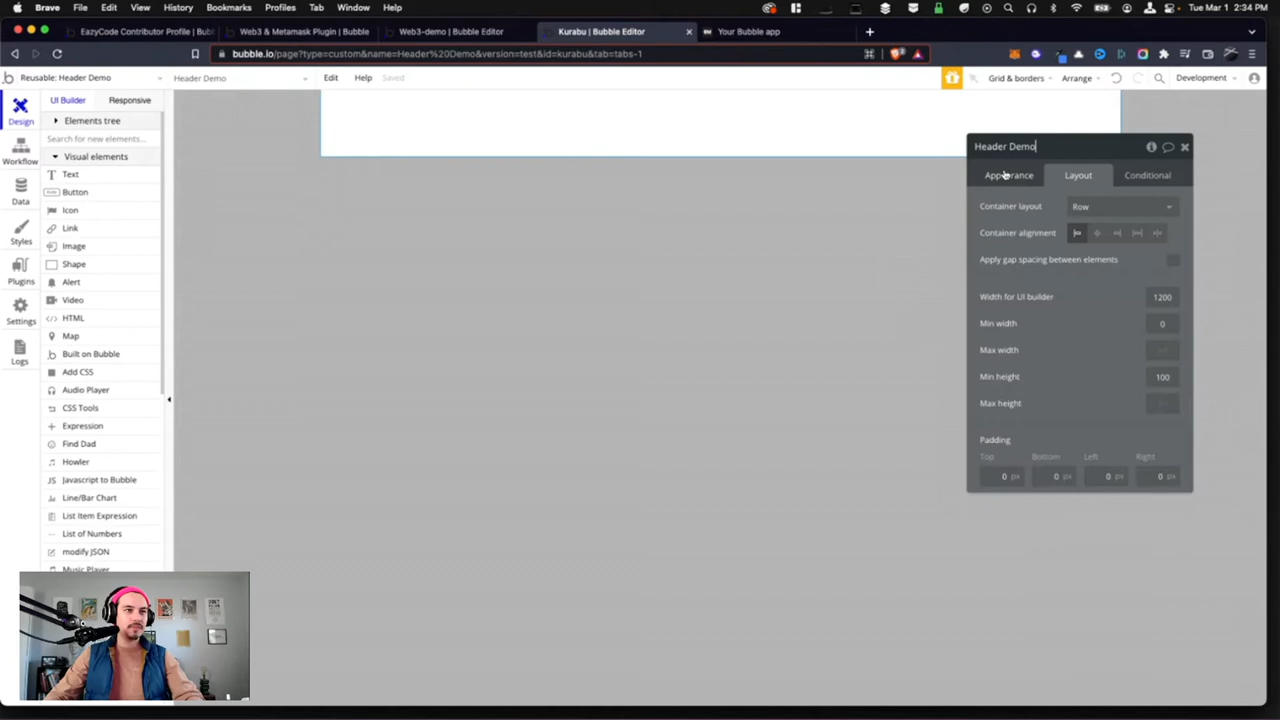 Brave File Edit View History Bookmarks Profiles Tab Window Help
Tue Mar 1 2:34 PM
EazyCode Contributor Profile | Bub
Web3 & Metamask Plugin | Bubble
Web3-demo | Bubble Editor
Kurabu | Bubble Editor
Your Bubble app
bubble.io/page?type=custom&name=Header%20Demo&version=test&id=kurabu&tab=tabs-1
Reusable: Header Demo
Header Demo
Edit
Help
Saved
Grid & borders
Arrange
Development
Design
Workflow
Data
Styles
Plugins
Settings
Logs
UI Builder
Responsive
Elements tree
Search for new elements...
Visual elements
Text
Button
Icon
Link
Image
Shape
Alert
Video
HTML
Map
Built on Bubble
Add CSS
Audio Player
CSS Tools
Expression
Find Dad
Howler
Javascript to Bubble
Line/Bar Chart
List Item Expression
List of Numbers
modify JSON
Music Player
Header Demo
Appearance
Layout
Conditional
Container layout Row
Container alignment
Apply gap spacing between elements
Width for UI builder 1200
Min width 0
Max width
Min height 100
Max height
Padding
Top Bottom Left Right
0 px 0 px 0 px 0 px